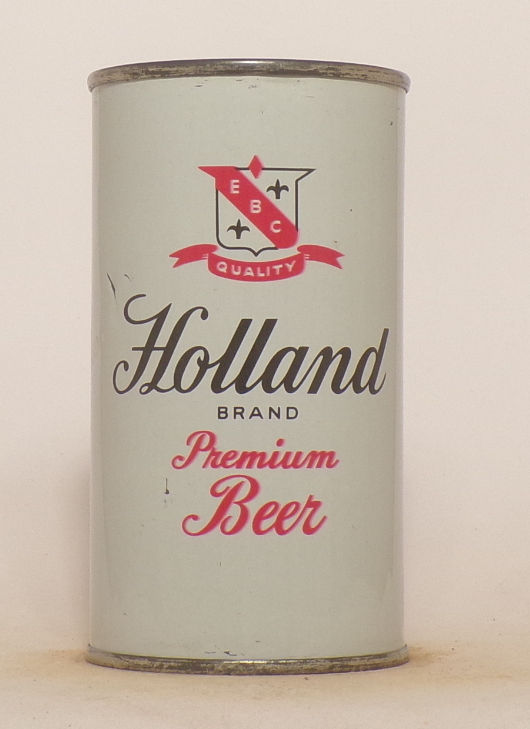 E
B
C
QUALITY
Holland
BRAND
Premium
Beer